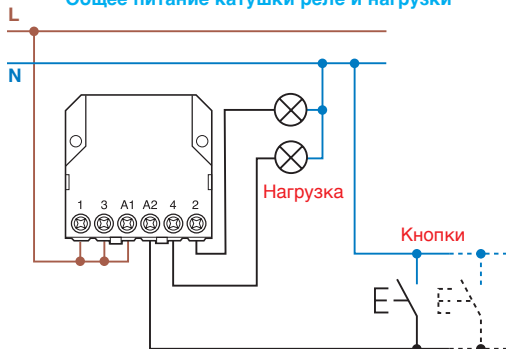 Общее питание катушки реле и нагрузки
L
N
1 3 A1 A2 4 2
Нагрузка
Кнопки